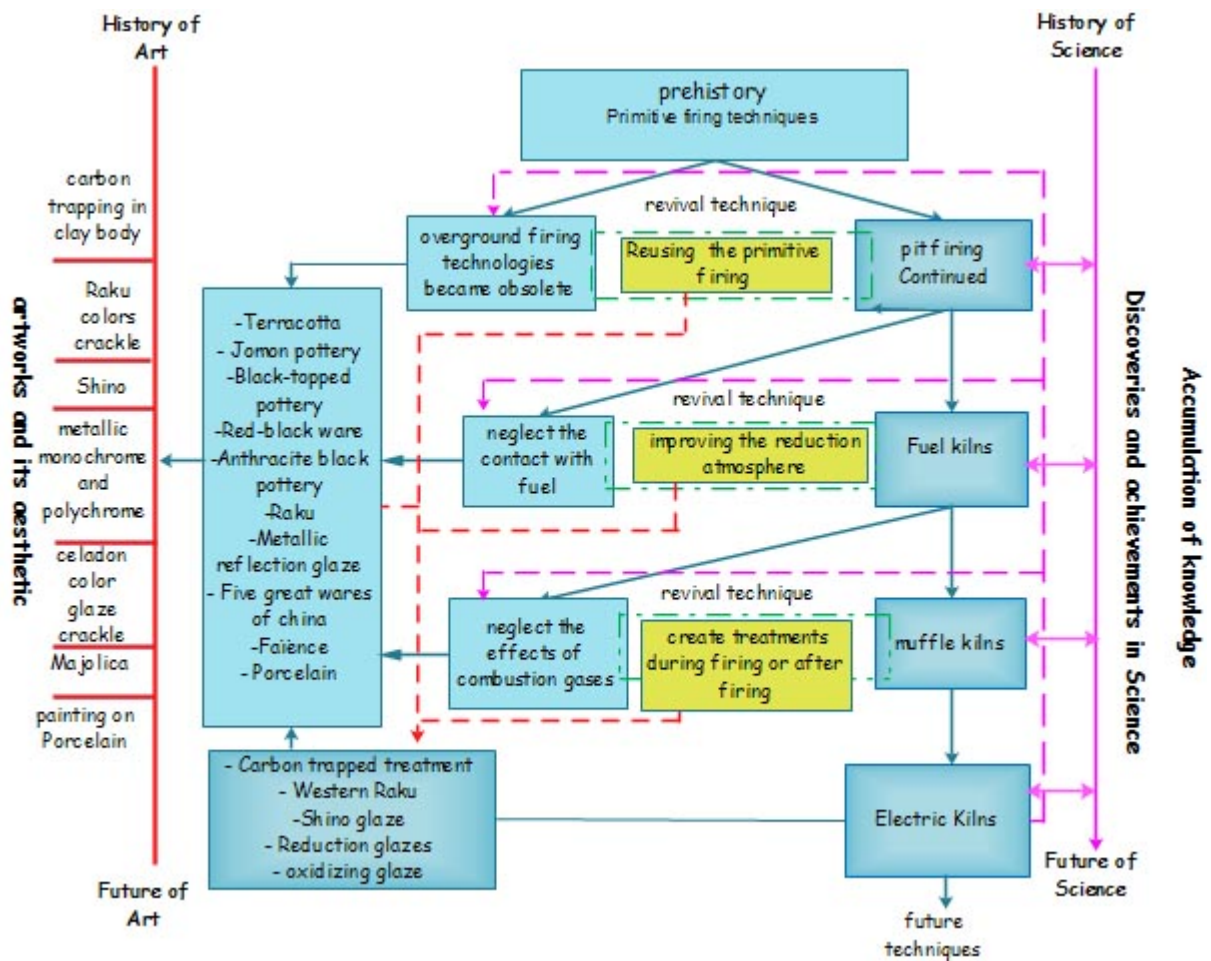 History of
Art
History of
Science
prehistory
Primitive firing techniques
carbon
trapping in
clay body
Raku
colors
crackle
Shino
metallic
monochrome
and
polychrome
celadon
color
glaze
crackle
Majolica
painting on
Porcelain
artworks and its aesthetic
Future of
Art
revival technique
overground firing
technologies
became obsolete
Reusing the primitive
firing
pit firing
Continued
-Terracotta
- Jomon pottery
-Black-topped
pottery
-Red-black ware
-Anthracite black
pottery
-Raku
-Metallic
reflection glaze
- Five great wares
of china
-Faïence
- Porcelain
revival technique
neglect the
contact with
fuel
improving the reduction
atmosphere
Fuel kilns
revival technique
neglect the
effects of
combustion gases
create treatments
during firing or after
firing
muffle kilns
- Carbon trapped treatment
- Western Raku
-Shino glaze
- Reduction glazes
- oxidizing glaze
Electric Kilns
future
techniques
Discoveries and achievements in Science
Accumulation of knowledge
Future of
Science